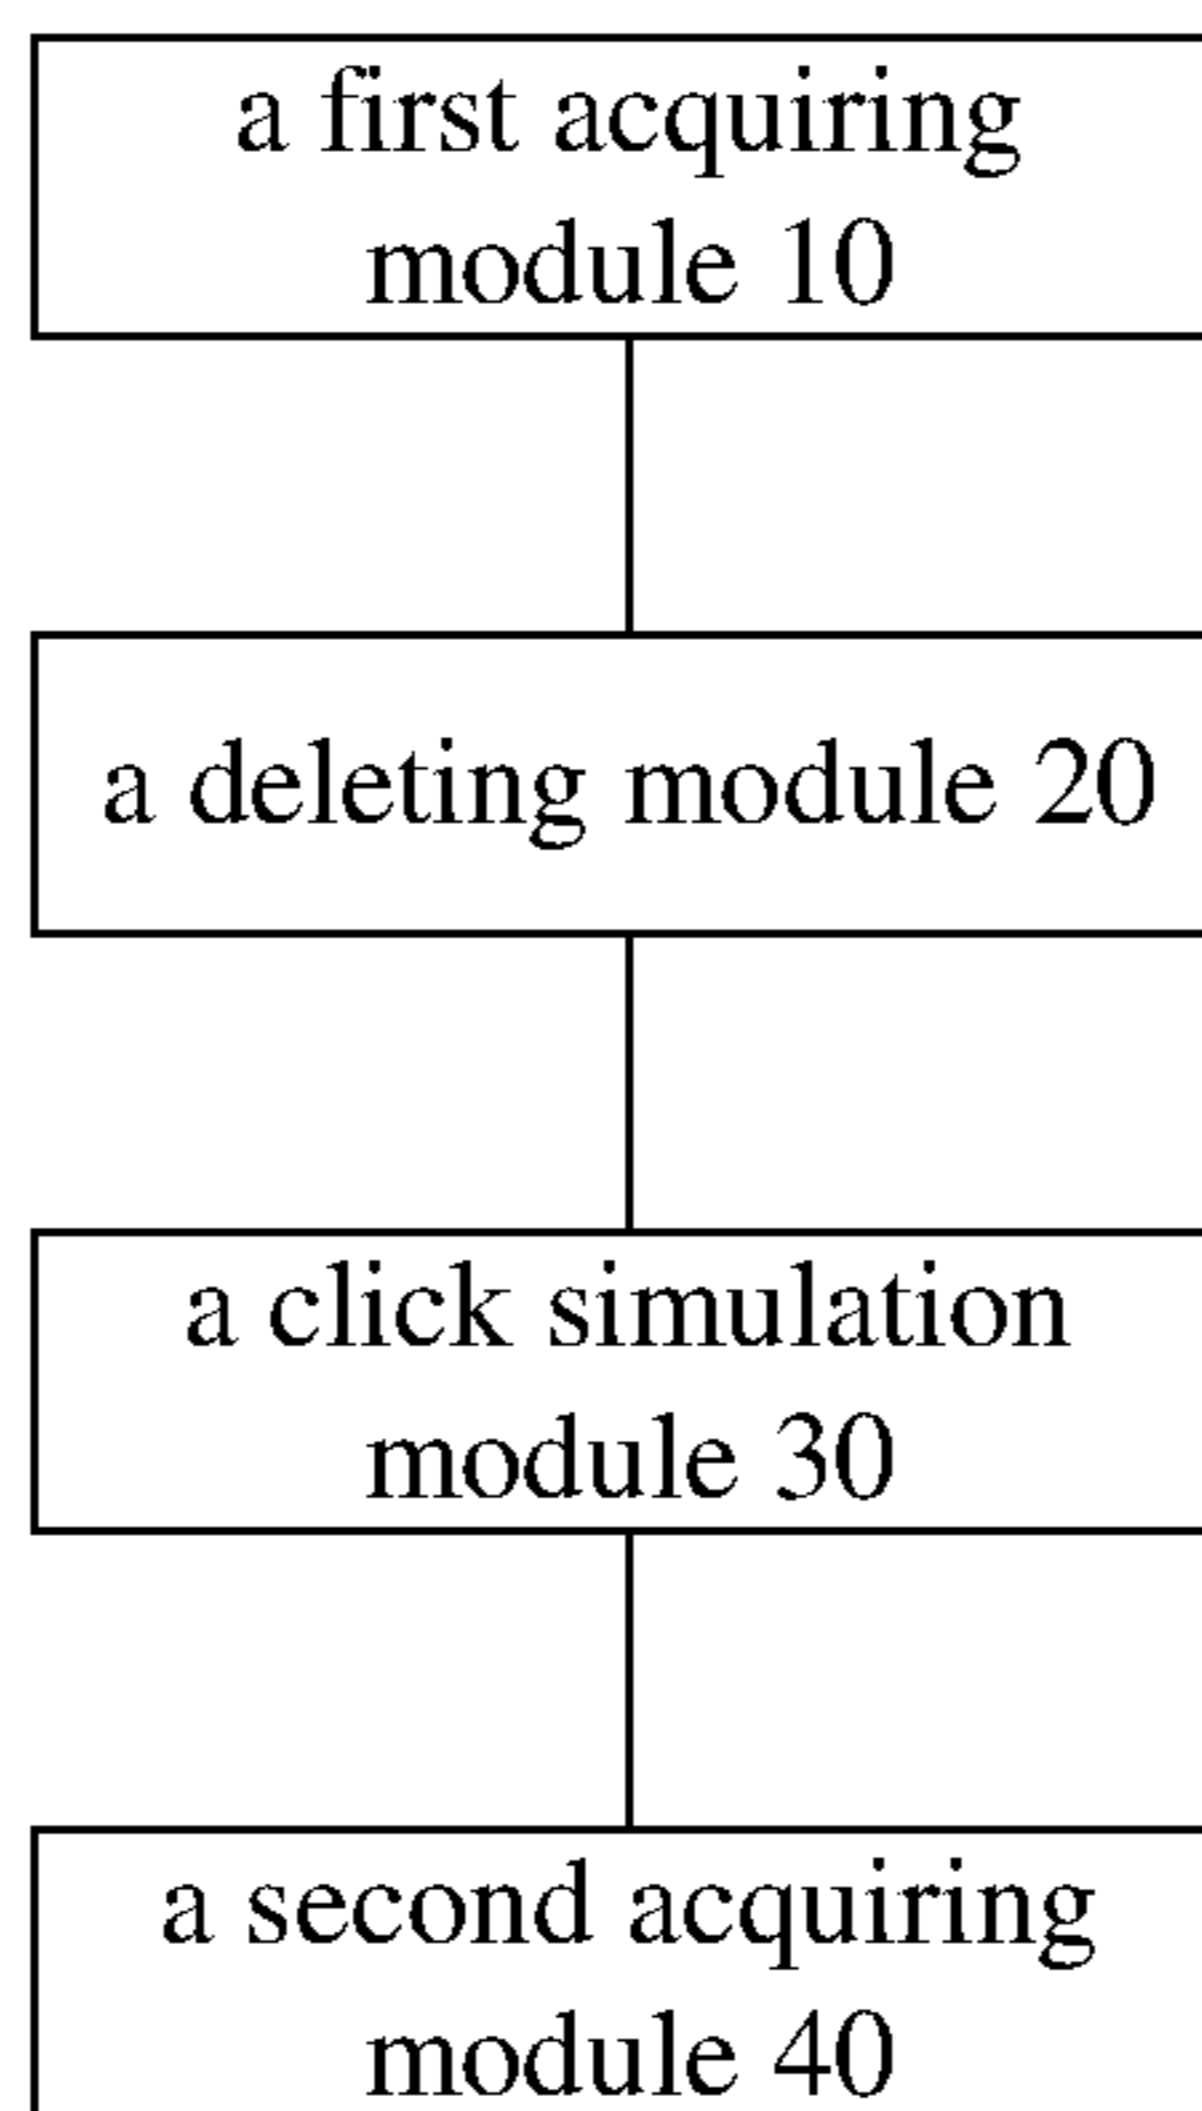 a first acquiring
module 10
a deleting module 20
a click simulation
module 30
a second acquiring
module 40